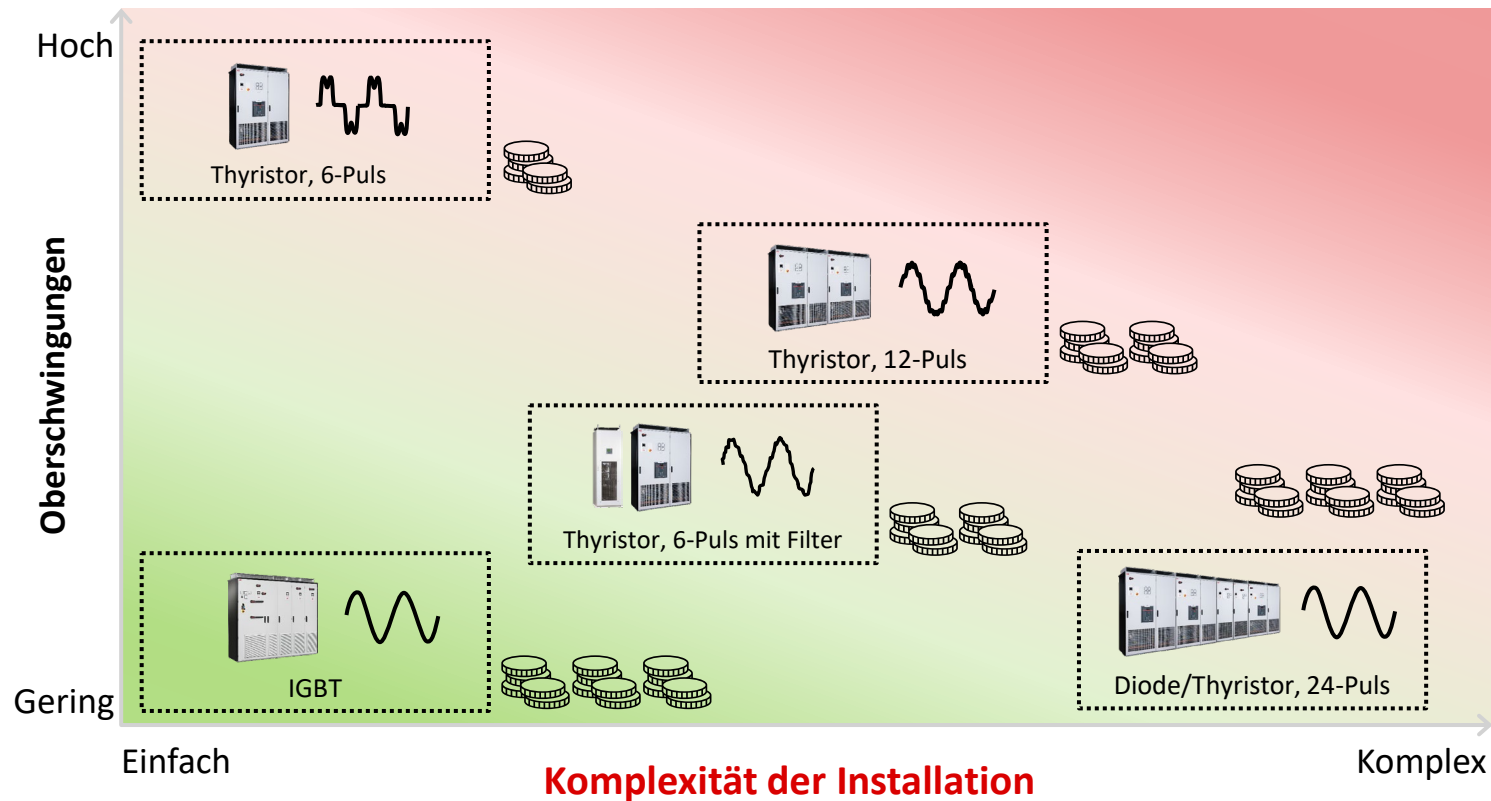 Hoch
Thyristor, 6-Puls
Thyristor, 12-Puls
Oberschwingungen
Thyristor, 6-Puls mit Filter
IGBT
Diode/Thyristor, 24-Puls
Gering
Einfach
Komplex
Komplexität der Installation